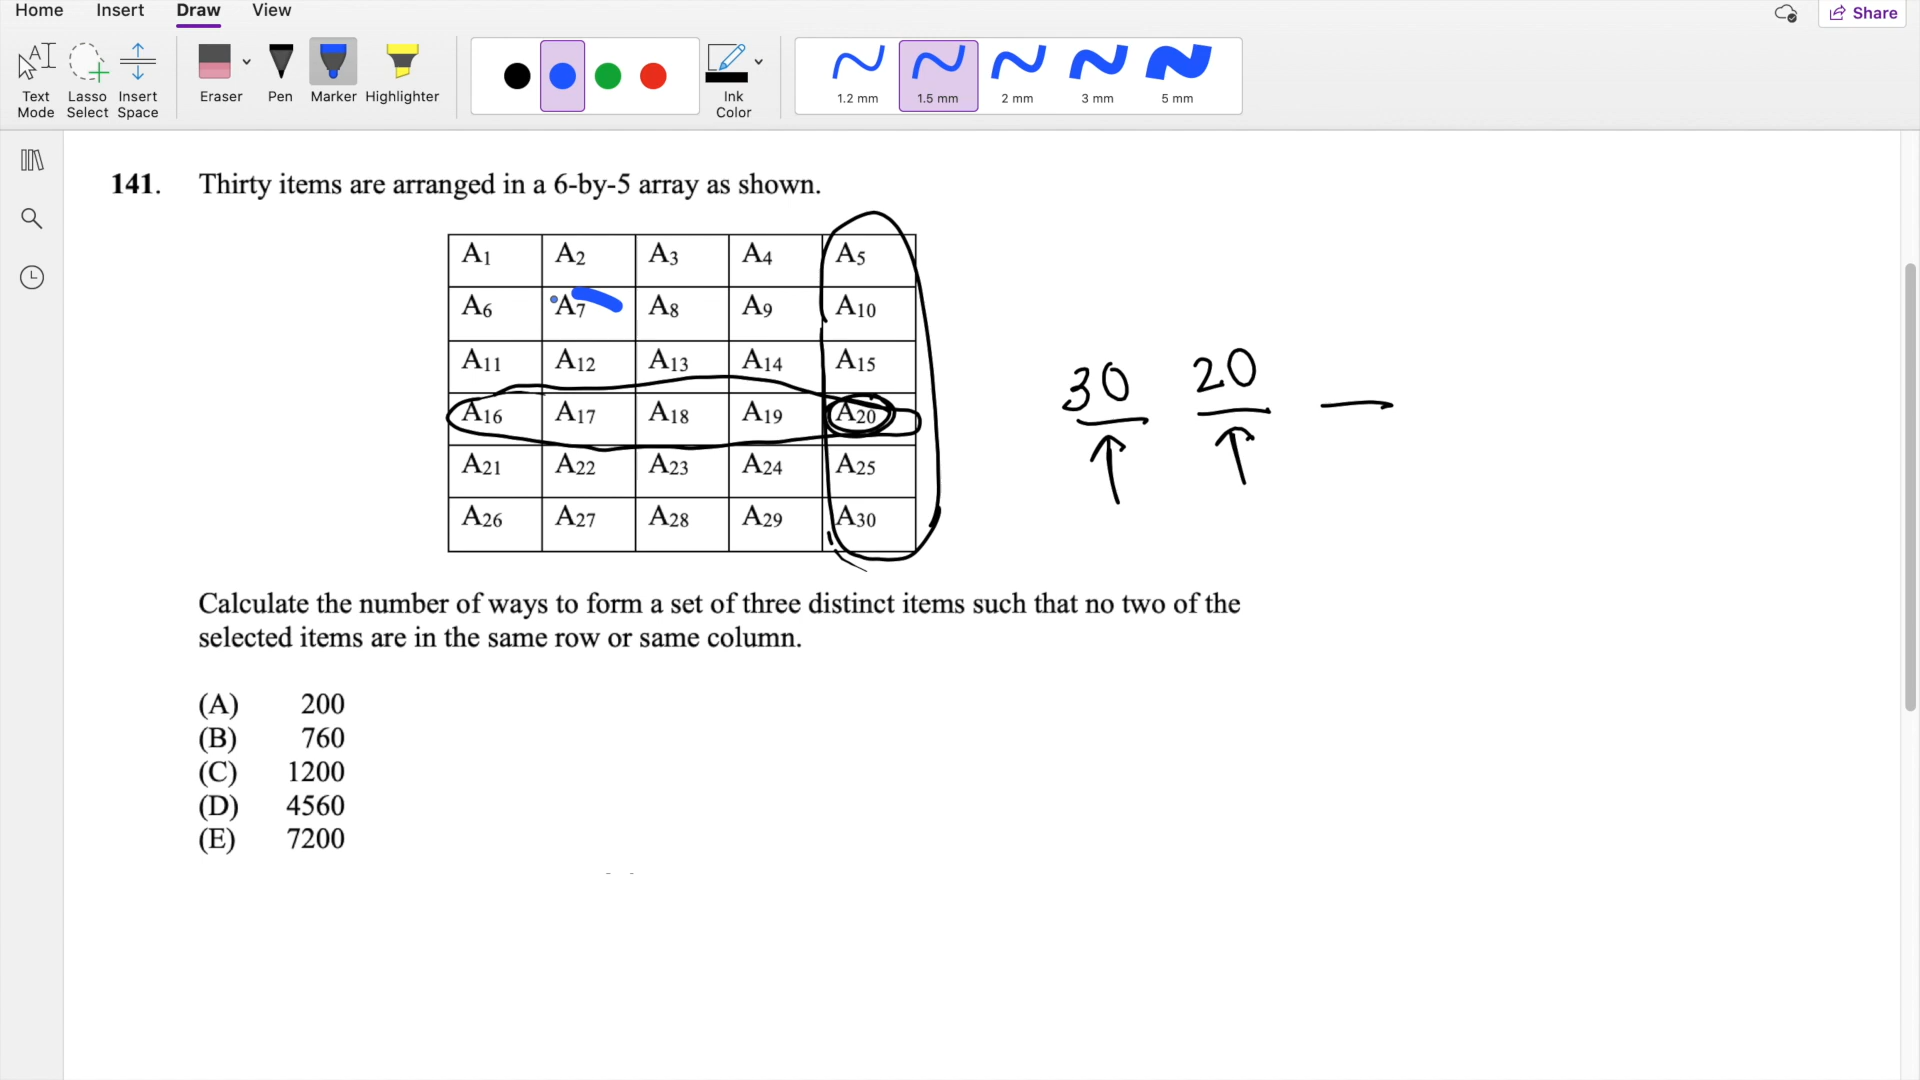 Home Insert Draw View
Share
Text Mode
Lasso Select
Insert Space
Eraser
Pen
Marker
Highlighter
Ink Color
1.2 mm
1.5 mm
2 mm
3 mm
5 mm
141. Thirty items are arranged in a 6-by-5 array as shown.
A1 A2 A3 A4 A5
A6 A7 A8 A9 A10
A11 A12 A13 A14 A15
A16 A17 A18 A19 A20
A21 A22 A23 A24 A25
A26 A27 A28 A29 A30
30 20
Calculate the number of ways to form a set of three distinct items such that no two of the
selected items are in the same row or same column.
(A) 200
(B) 760
(C) 1200
(D) 4560
(E) 7200